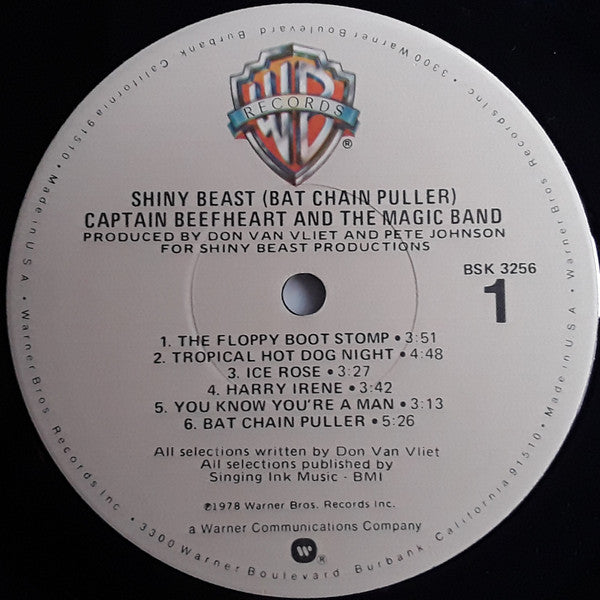 WB
RECORDS
®
SHINY BEAST (BAT CHAIN PULLER)
CAPTAIN BEEFHEART AND THE MAGIC BAND
PRODUCED BY DON VAN VLIET AND PETE JOHNSON
FOR SHINY BEAST PRODUCTIONS
BSK 3256
1
1. THE FLOPPY BOOT STOMP • 3:51
2. TROPICAL HOT DOG NIGHT • 4:48
3. ICE ROSE • 3:27
4. HARRY IRENE • 3:42
5. YOU KNOW YOU'RE A MAN • 3:13
6. BAT CHAIN PULLER • 5:26
All selections written by Don Van Vliet
All selections published by
Singing Ink Music - BMI
℗1978 Warner Bros. Records Inc.
a Warner Communications Company
W®
Warner Bros Records Inc • 3300 Warner Boulevard Burbank California 91510 • Made in USA • Warner Bros Records Inc • 3300 Warner Boulevard Burbank California 91510 • Made in USA •